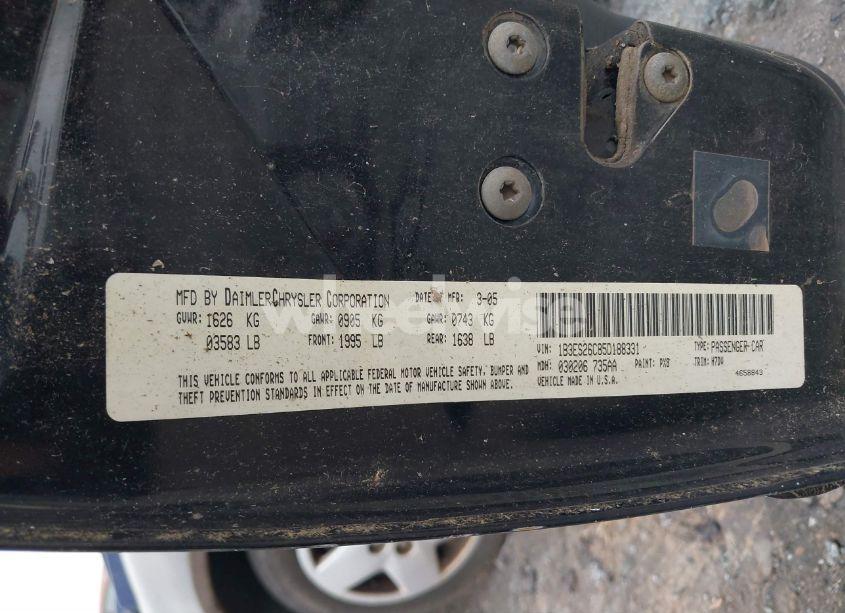 MFD BY DAIMLERCHRYSLER CORPORATION DATE OF MFR: 3-05
GVWR: 1626 KG GAWR: 0905 KG GAWR: 0743 KG
03583 LB FRONT: 1995 LB REAR: 1638 LB
THIS VEHICLE CONFORMS TO ALL APPLICABLE FEDERAL MOTOR VEHICLE SAFETY, BUMPER AND
THEFT PREVENTION STANDARDS IN EFFECT ON THE DATE OF MANUFACTURE SHOWN ABOVE.
VIN: 1B3ES26C85D188331 TYPE: PASSENGER CAR
MDH: 030206 735AA PAINT: PX8 TRIM: H7DV
VEHICLE MADE IN U.S.A. 4658843
wheelwise